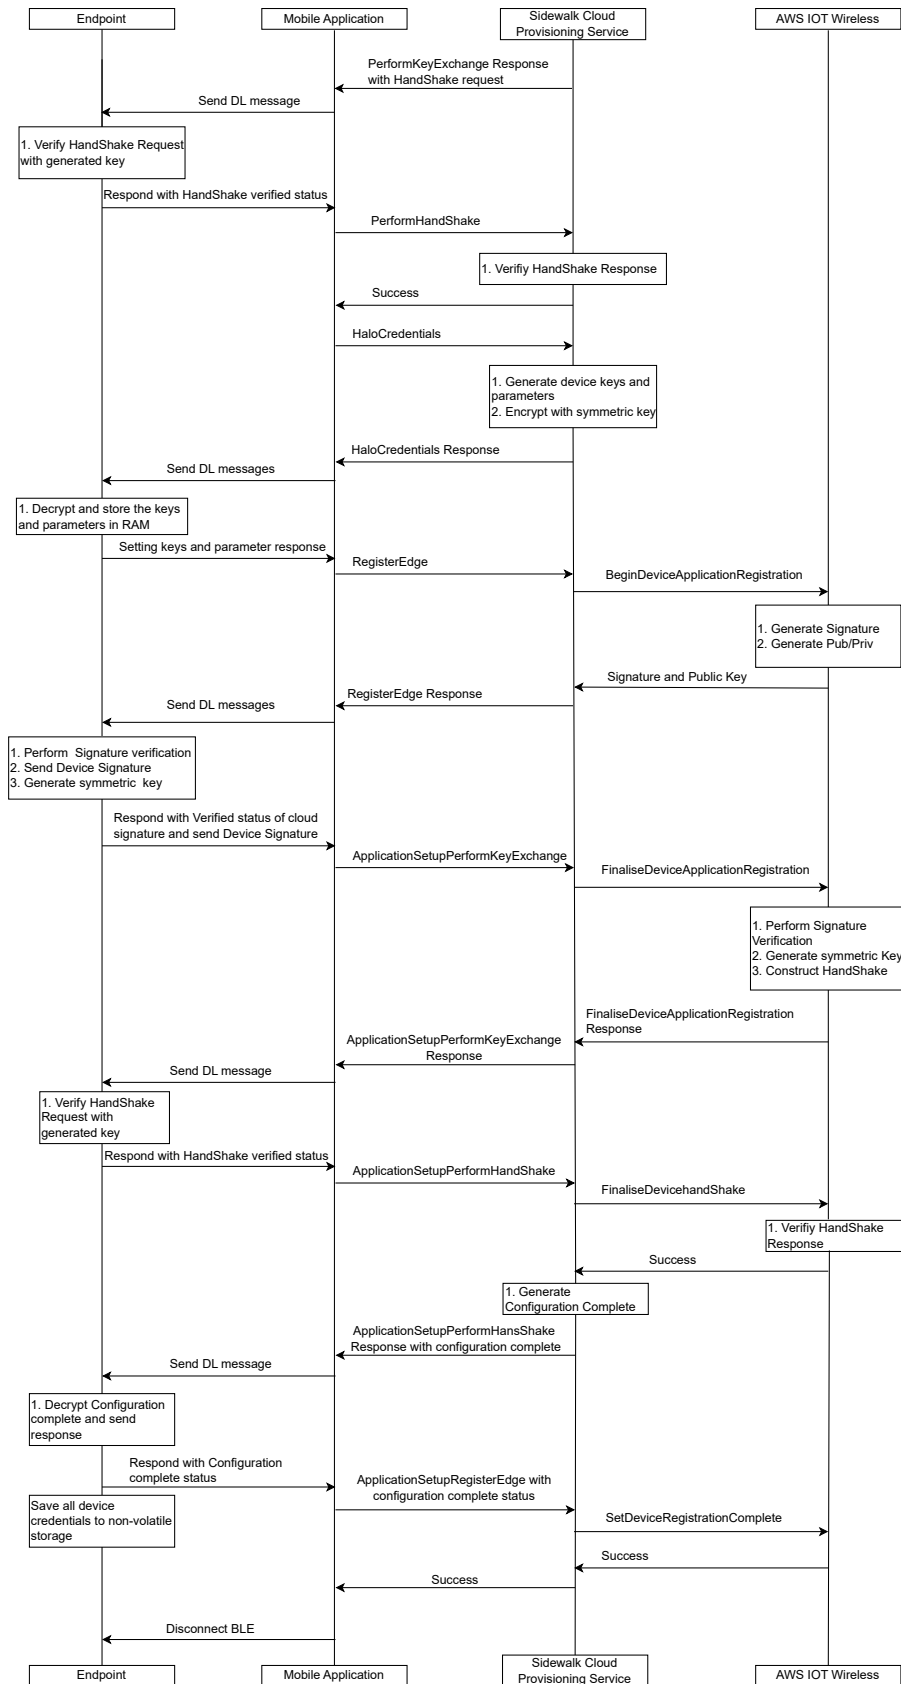 Endpoint
Mobile Application
Sidewalk Cloud
Provisioning Service
AWS IOT Wireless
PerformKeyExchange Response
with HandShake request
Send DL message
1. Verify HandShake Request
with generated key
Respond with HandShake verified status
PerformHandShake
1. Verifiy HandShake Response
Success
HaloCredentials
1. Generate device keys and
parameters
2. Encrypt with symmetric key
HaloCredentials Response
Send DL messages
1. Decrypt and store the keys
and parameters in RAM
Setting keys and parameter response
RegisterEdge
BeginDeviceApplicationRegistration
1. Generate Signature
2. Generate Pub/Priv
Signature and Public Key
RegisterEdge Response
Send DL messages
1. Perform  Signature verification
2. Send Device Signature
3. Generate symmetric  key
Respond with Verified status of cloud
signature and send Device Signature
ApplicationSetupPerformKeyExchange
FinaliseDeviceApplicationRegistration
1. Perform Signature
Verification
2. Generate symmetric Key
3. Construct HandShake
FinaliseDeviceApplicationRegistration
Response
ApplicationSetupPerformKeyExchange
Response
Send DL message
1. Verify HandShake
Request with
generated key
Respond with HandShake verified status
ApplicationSetupPerformHandShake
FinaliseDevicehandShake
1. Verifiy HandShake
Response
Success
1. Generate
Configuration Complete
ApplicationSetupPerformHansShake
Response with configuration complete
Send DL message
1. Decrypt Configuration
complete and send
response
Respond with Configuration
complete status
ApplicationSetupRegisterEdge with
configuration complete status
Save all device
credentials to non-volatile
storage
SetDeviceRegistrationComplete
Success
Success
Disconnect BLE
Endpoint
Mobile Application
Sidewalk Cloud
Provisioning Service
AWS IOT Wireless